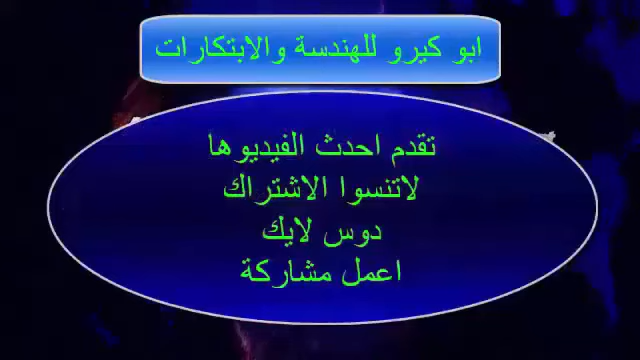 ابو كيرو للهندسة والابتكارات
تقدم احدث الفيديوها
لاتنسوا الاشتراك
دوس لايك
اعمل مشاركة